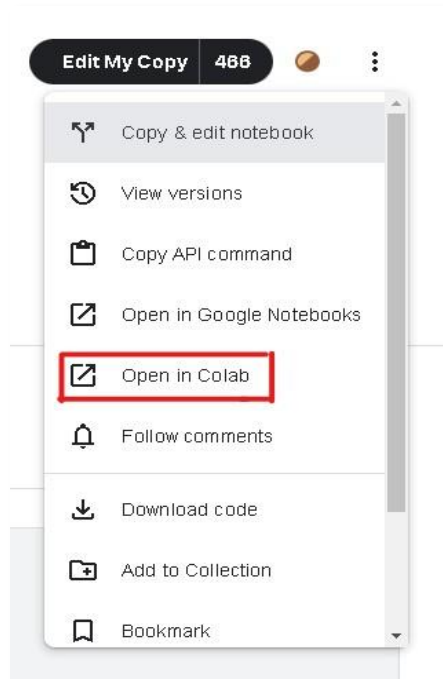 Edit My Copy 466
Copy & edit notebook
View versions
Copy API command
Open in Google Notebooks
Open in Colab
Follow comments
Download code
Add to Collection
Bookmark